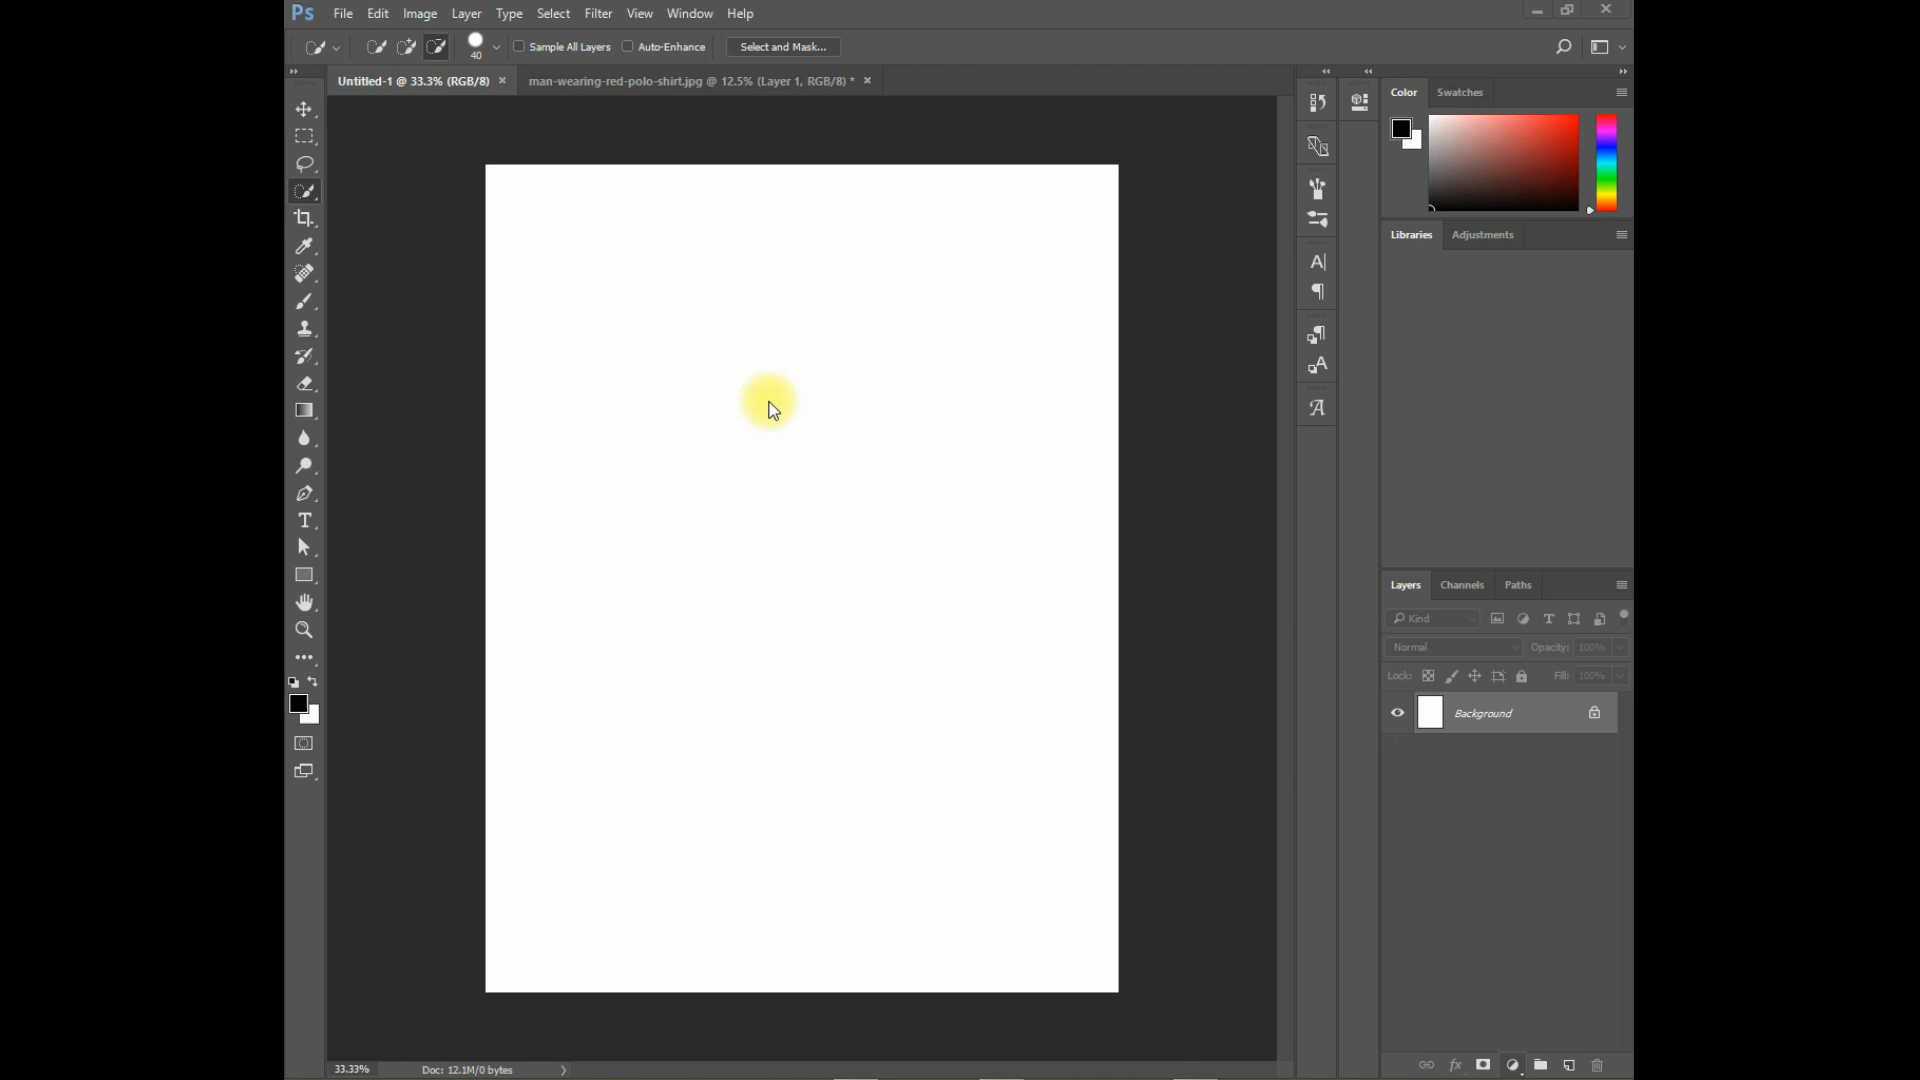 Ps File Edit Image Layer Type Select Filter View Window Help
40 Sample All Layers Auto-Enhance Select and Mask...
Untitled-1 @ 33.3% (RGB/8) × man-wearing-red-polo-shirt.jpg @ 12.5% (Layer 1, RGB/8) * ×
Color Swatches
Libraries Adjustments
Layers Channels Paths
Kind
Normal Opacity: 100%
Lock: Fill: 100%
Background
fx
33.33% Doc: 12.1M/0 bytes